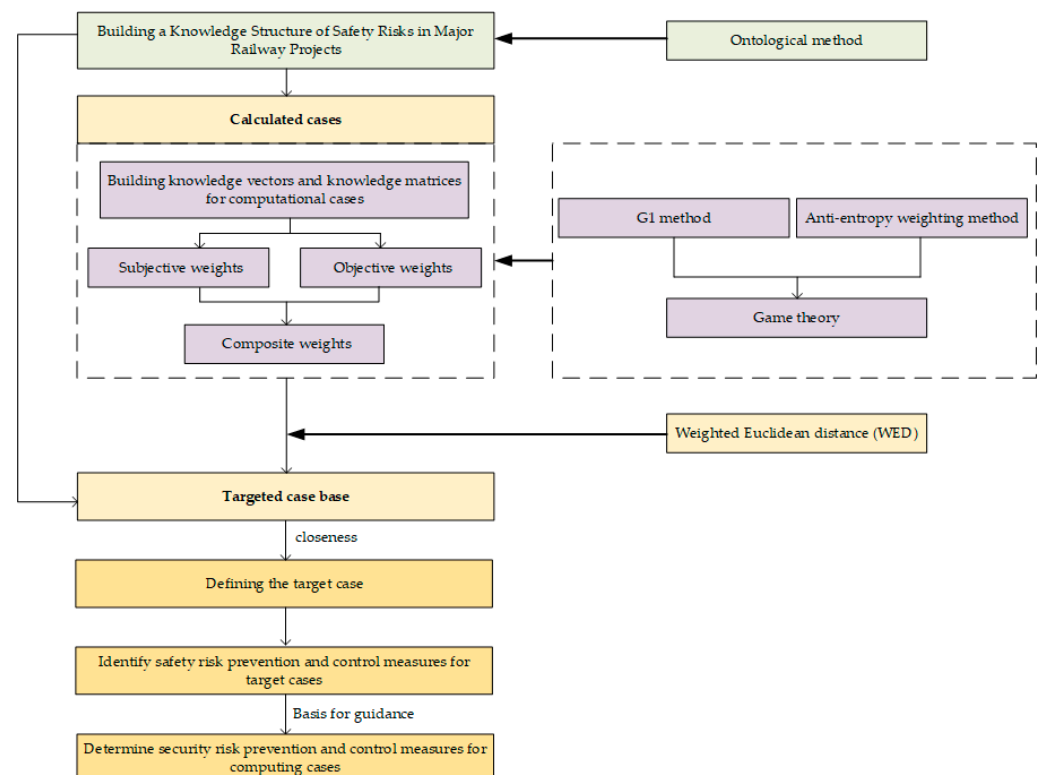 Building a Knowledge Structure of Safety Risks in Major
Railway Projects
Ontological method
Calculated cases
Building knowledge vectors and knowledge matrices
for computational cases
G1 method
Anti-entropy weighting method
Subjective weights
Objective weights
Game theory
Composite weights
Weighted Euclidean distance (WED)
Targeted case base
closeness
Defining the target case
Identify safety risk prevention and control measures for
target cases
Basis for guidance
Determine security risk prevention and control measures for
computing cases